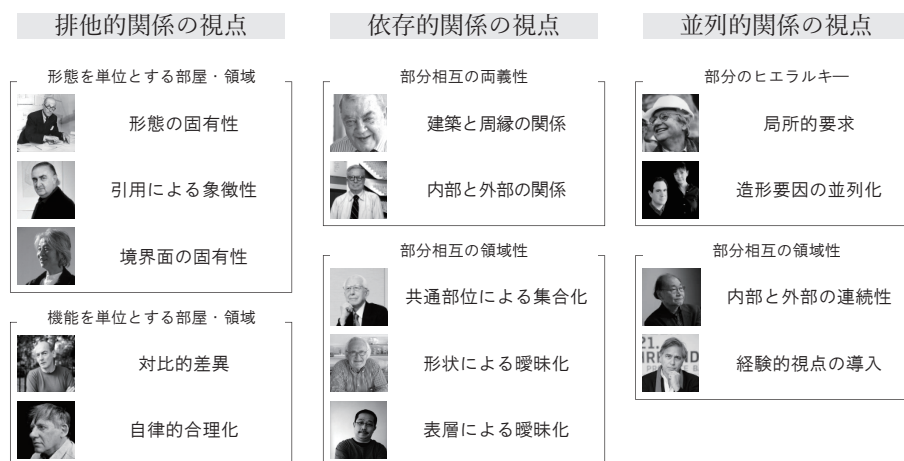 排他的関係の視点
形態を単位とする部屋・領域
形態の固有性
引用による象徴性
境界面の固有性
機能を単位とする部屋・領域
対比的差異
自律的合理化
依存的関係の視点
部分相互の両義性
建築と周縁の関係
内部と外部の関係
部分相互の領域性
共通部位による集合化
形状による曖昧化
表層による曖昧化
並列的関係の視点
部分のヒエラルキー
局所的要求
造形要因の並列化
部分相互の領域性
内部と外部の連続性
21.
経験的視点の導入